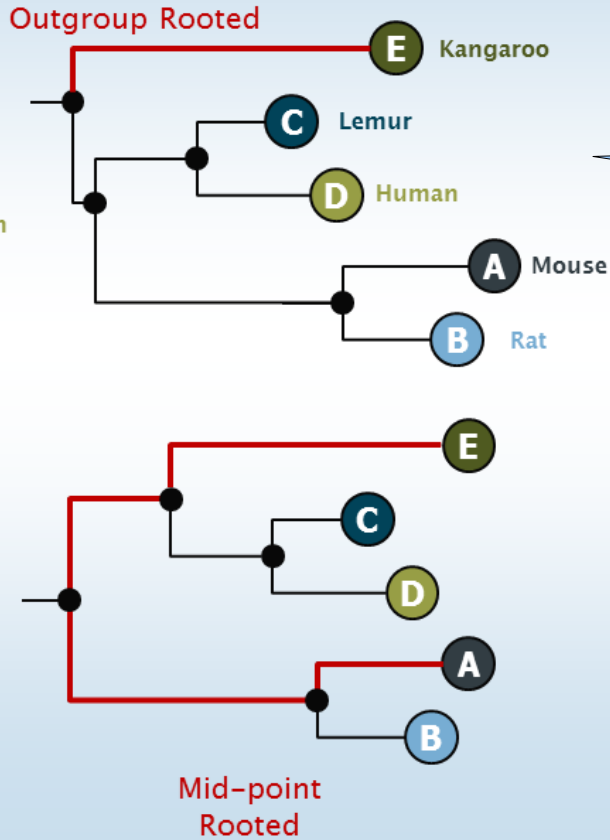 Outgroup Rooted
E Kangaroo
C Lemur
D Human
n
A Mouse
B Rat
E
C
D
A
B
Mid-point
Rooted